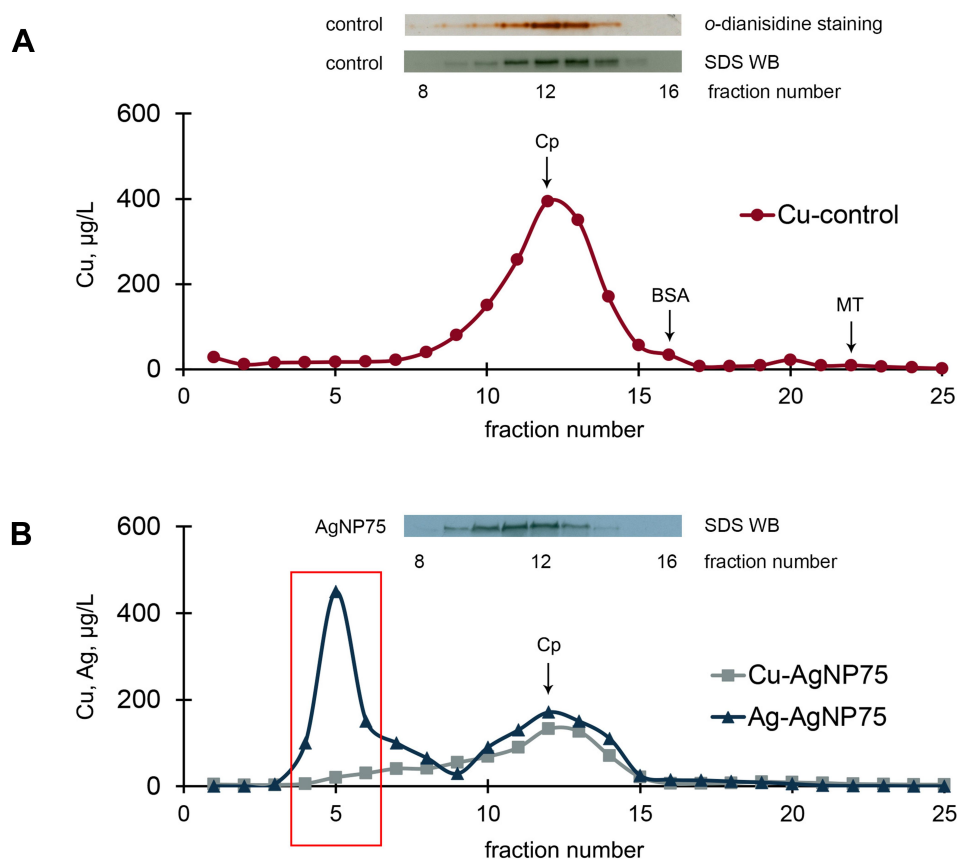 A
control
o-dianisidine staining
control
SDS WB
8 12 16 fraction number
600
400
200
0
Cu, µg/L
Cp
BSA
MT
Cu-control
0 5 10 15 20 25
fraction number
B
AgNP75
SDS WB
8 12 16 fraction number
600
400
200
0
Cu, Ag, µg/L
Cp
Cu-AgNP75
Ag-AgNP75
0 5 10 15 20 25
fraction number